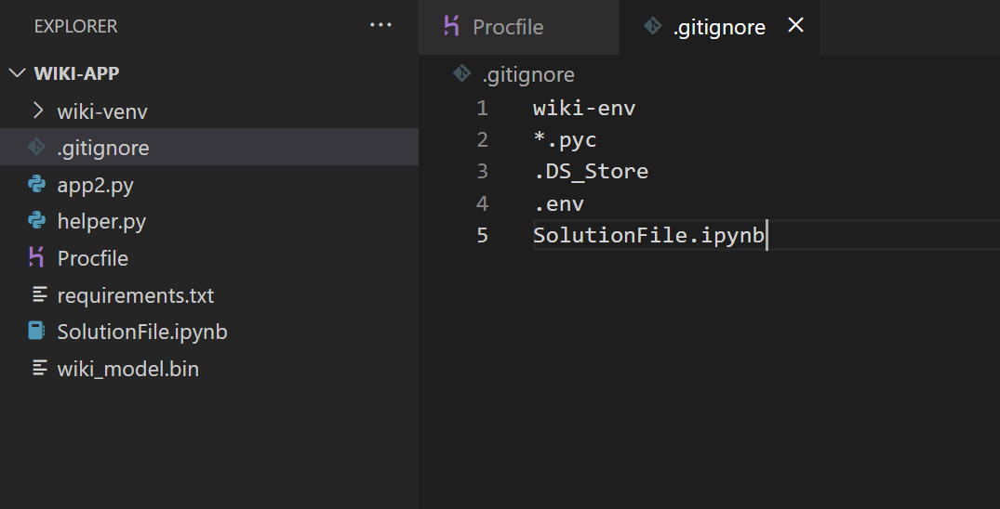 EXPLORER ...
WIKI-APP
wiki-venv
.gitignore
app2.py
helper.py
Procfile
requirements.txt
SolutionFile.ipynb
wiki_model.bin
Procfile .gitignore
.gitignore
1 wiki-env
2 *.pyc
3 .DS_Store
4 .env
5 SolutionFile.ipynb